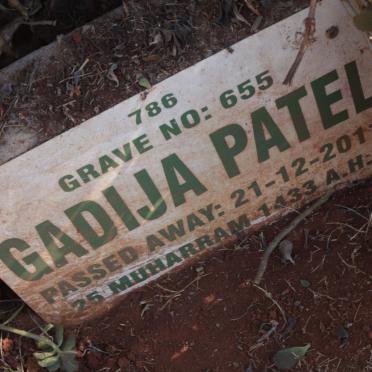 786
GRAVE NO: 655
GADIJA PATEL
PASSED AWAY: 21-12-201
25 MUHARRAM 1433 A.H.